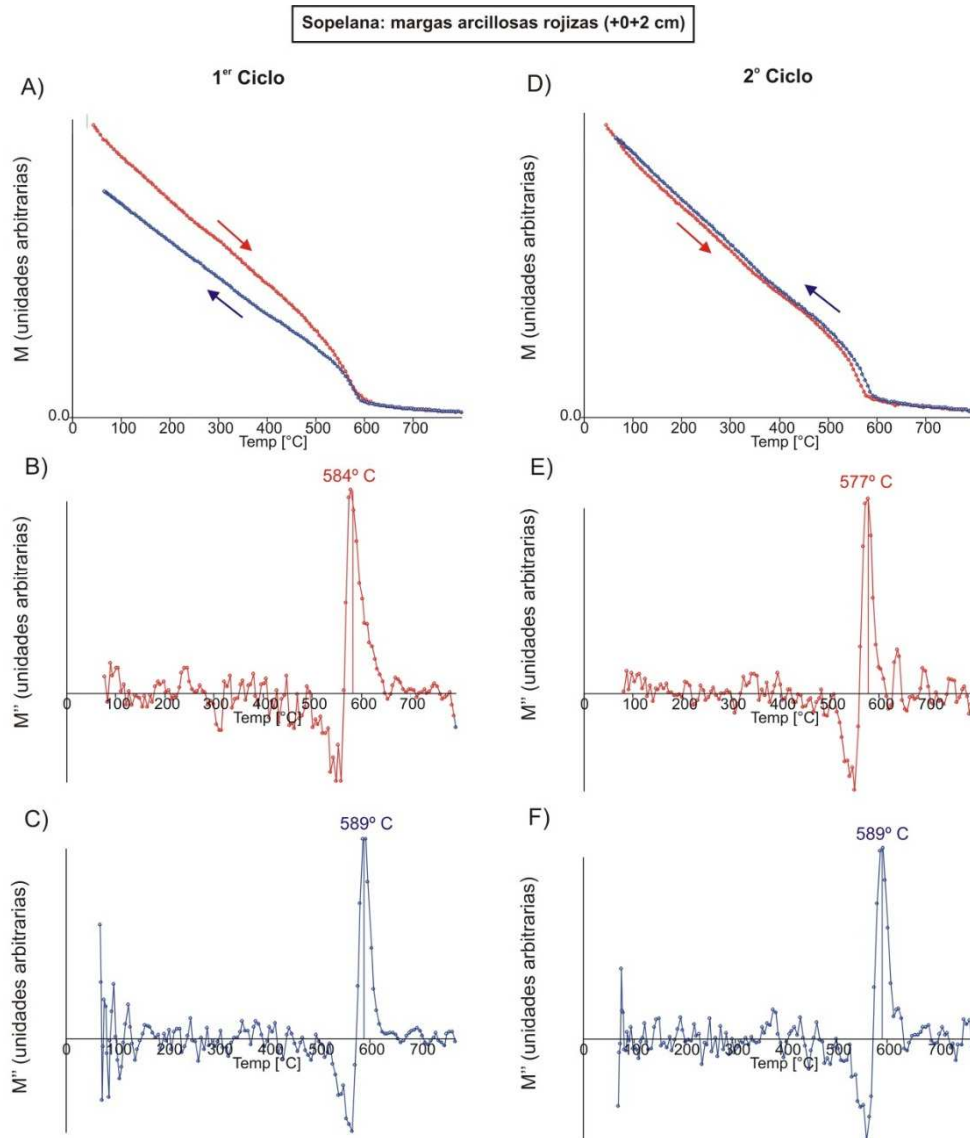 Sopelana: margas arcillosas rojizas (+0+2 cm)
1er Ciclo
2º Ciclo
A)
M (unidades arbitrarias)
0.0
0 100 200 300 400 500 600 700
Temp [°C]
D)
M (unidades arbitrarias)
0.0
0 100 200 300 400 500 600 700
Temp [°C]
B)
584º C
M'' (unidades arbitrarias)
0 100 200 300 400 500 600 700
Temp [°C]
E)
577º C
M'' (unidades arbitrarias)
0 100 200 300 400 500 600 700
Temp [°C]
C)
589º C
M'' (unidades arbitrarias)
0 100 200 300 400 500 600 700
Temp [°C]
F)
589º C
M'' (unidades arbitrarias)
0 100 200 300 400 500 600 700
Temp [°C]